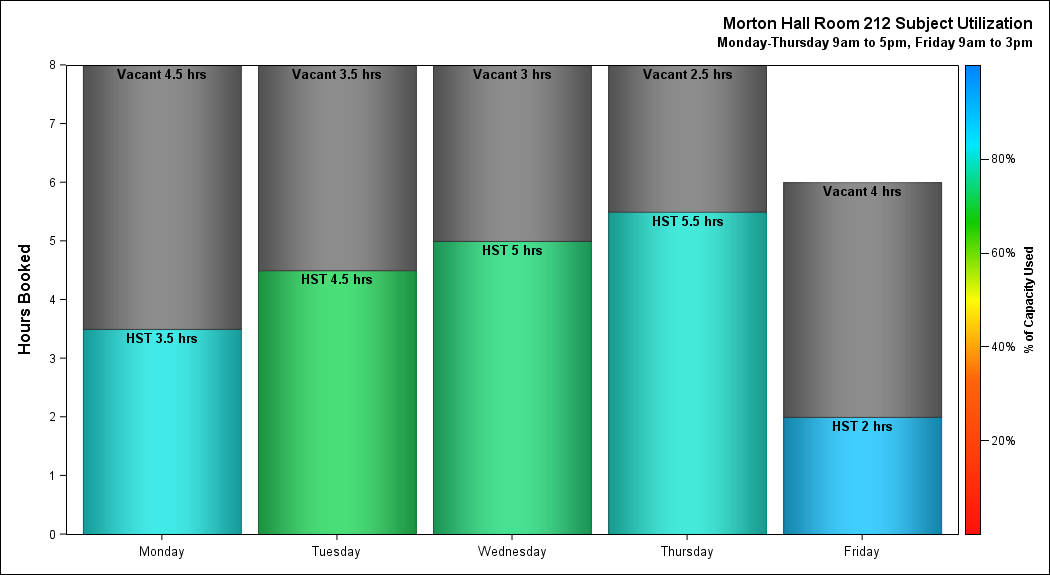 Morton Hall Room 212 Subject Utilization
Monday-Thursday 9am to 5pm, Friday 9am to 3pm
Hours Booked
8
7
6
5
4
3
2
1
0
Vacant 4.5 hrs
HST 3.5 hrs
Vacant 3.5 hrs
HST 4.5 hrs
Vacant 3 hrs
HST 5 hrs
Vacant 2.5 hrs
HST 5.5 hrs
Vacant 4 hrs
HST 2 hrs
Monday
Tuesday
Wednesday
Thursday
Friday
80%
60%
40%
20%
% of Capacity Used